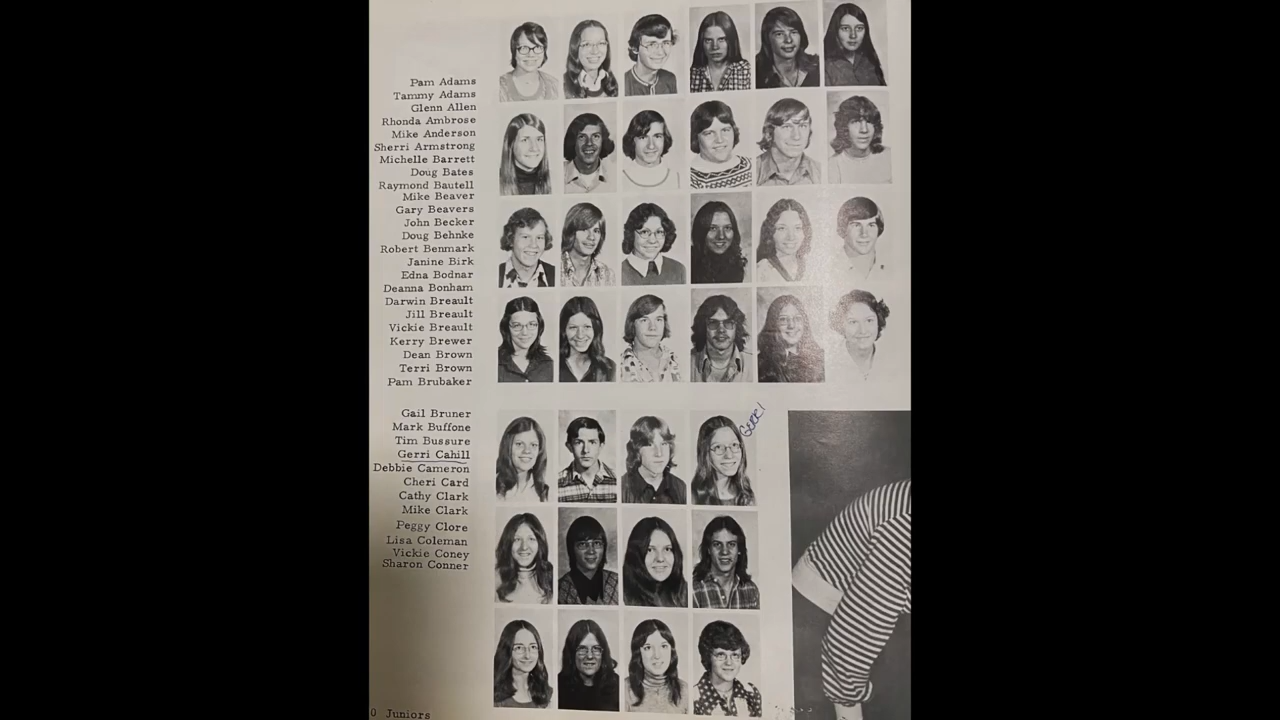 Pam Adams
Tammy Adams
Glenn Allen
Rhonda Ambrose
Mike Anderson
Sherri Armstrong
Michelle Barrett
Doug Bates
Raymond Bautell
Mike Beaver
Gary Beavers
John Becker
Doug Behnke
Robert Benmark
Janine Birk
Edna Bodnar
Deanna Bonham
Darwin Breault
Jill Breault
Vickie Breault
Kerry Brewer
Dean Brown
Terri Brown
Pam Brubaker
Gail Bruner
Mark Buffone
Tim Bussure
Gerri Cahill
Debbie Cameron
Cheri Card
Cathy Clark
Mike Clark
Peggy Clore
Lisa Coleman
Vickie Coney
Sharon Conner
0 Juniors